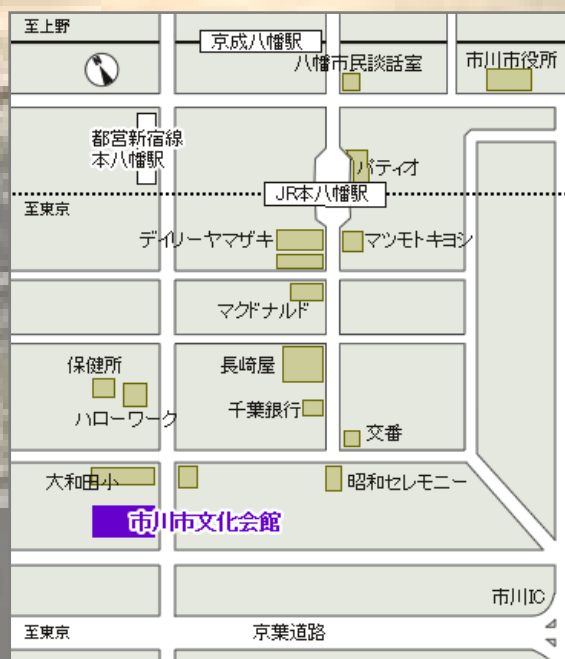 至上野
京成八幡駅
八幡市民談話室
市川市役所
都営新宿線
本八幡駅
パティオ
JR本八幡駅
至東京
デイリーヤマザキ
マツモトキヨシ
マクドナルド
保健所
長崎屋
ハローワーク
千葉銀行
交番
大和田小
昭和セレモニー
市川市文化会館
市川IC
至東京
京葉道路